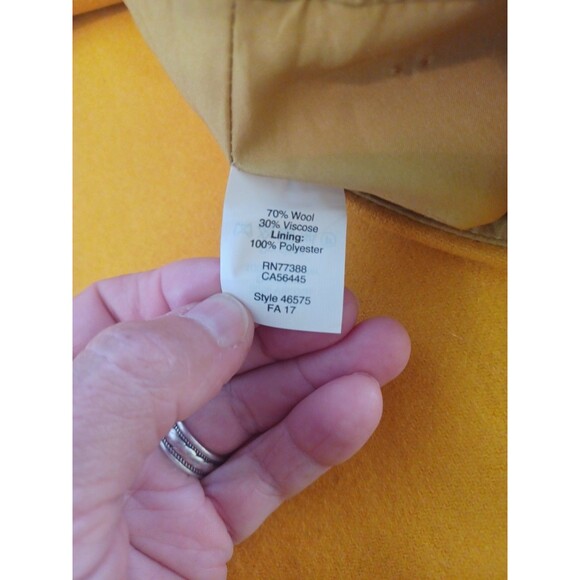 70% Wool
30% Viscose
Lining:
100% Polyester
RN77388
CA56445
Style 46575
FA 17